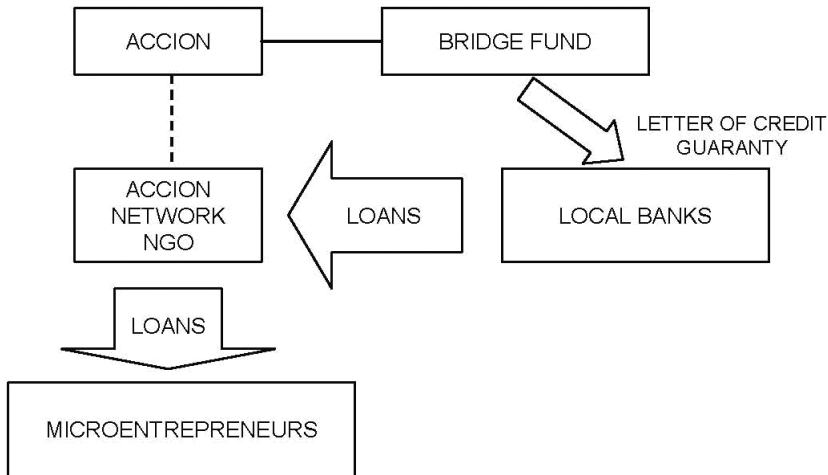 ACCION
BRIDGE FUND
LETTER OF CREDIT
GUARANTY
ACCION
NETWORK
NGO
LOANS
LOCAL BANKS
LOANS
MICROENTREPRENEURS